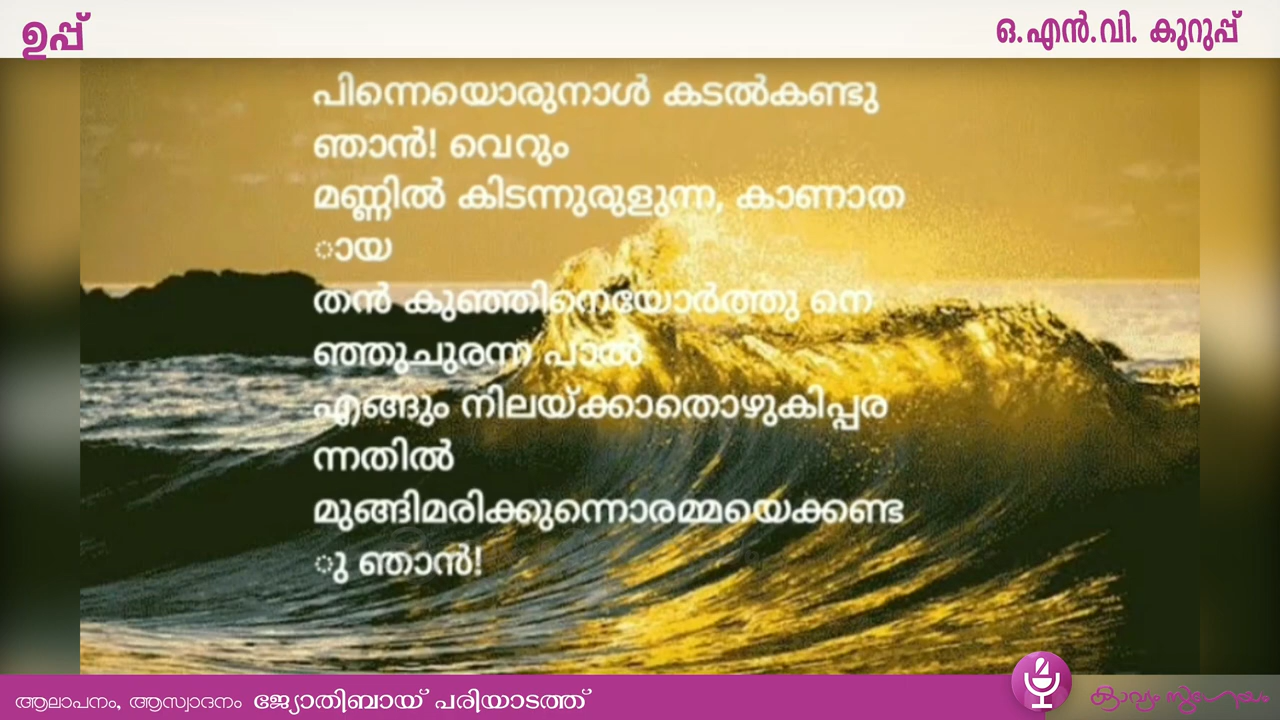 ഉപ്പ്
ഒ.എൻ.വി. കുറുപ്പ്
പിന്നെയൊരുനാൾ കടൽകണ്ടു
ഞാൻ! വെറും
മണ്ണിൽ കിടന്നുരുളുന്ന, കാണാത
ായ
തൻ കുഞ്ഞിനെയോർത്തു നെ
ഞ്ഞുചുരന്ന പാൽ
എങ്ങും നിലയ്ക്കാതൊഴുകിപ്പര
ന്നതിൽ
മുങ്ങിമരിക്കുന്നൊരമ്മയെക്കണ്ട
ു ഞാൻ!
ആലാപനം, ആസ്വാദനം ജ്യോതിബായ് പരിയാടത്ത്